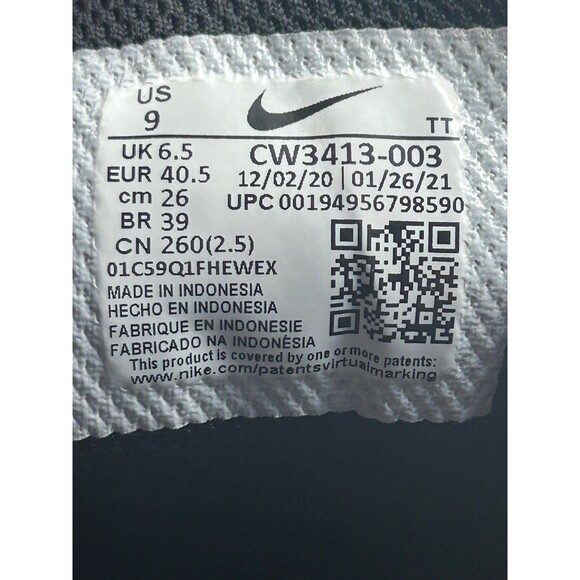 US
9
TT
UK 6.5
EUR 40.5
cm 26
BR 39
CN 260(2.5)
CW3413-003
12/02/20 | 01/26/21
UPC 00194956798590
01C59Q1FHEWEX
MADE IN INDONESIA
HECHO EN INDONESIA
FABRIQUE EN INDONESIE
FABRICADO NA INDONÉSIA
This product is covered by one or more patents:
www.nike.com/patentsvirtualmarking